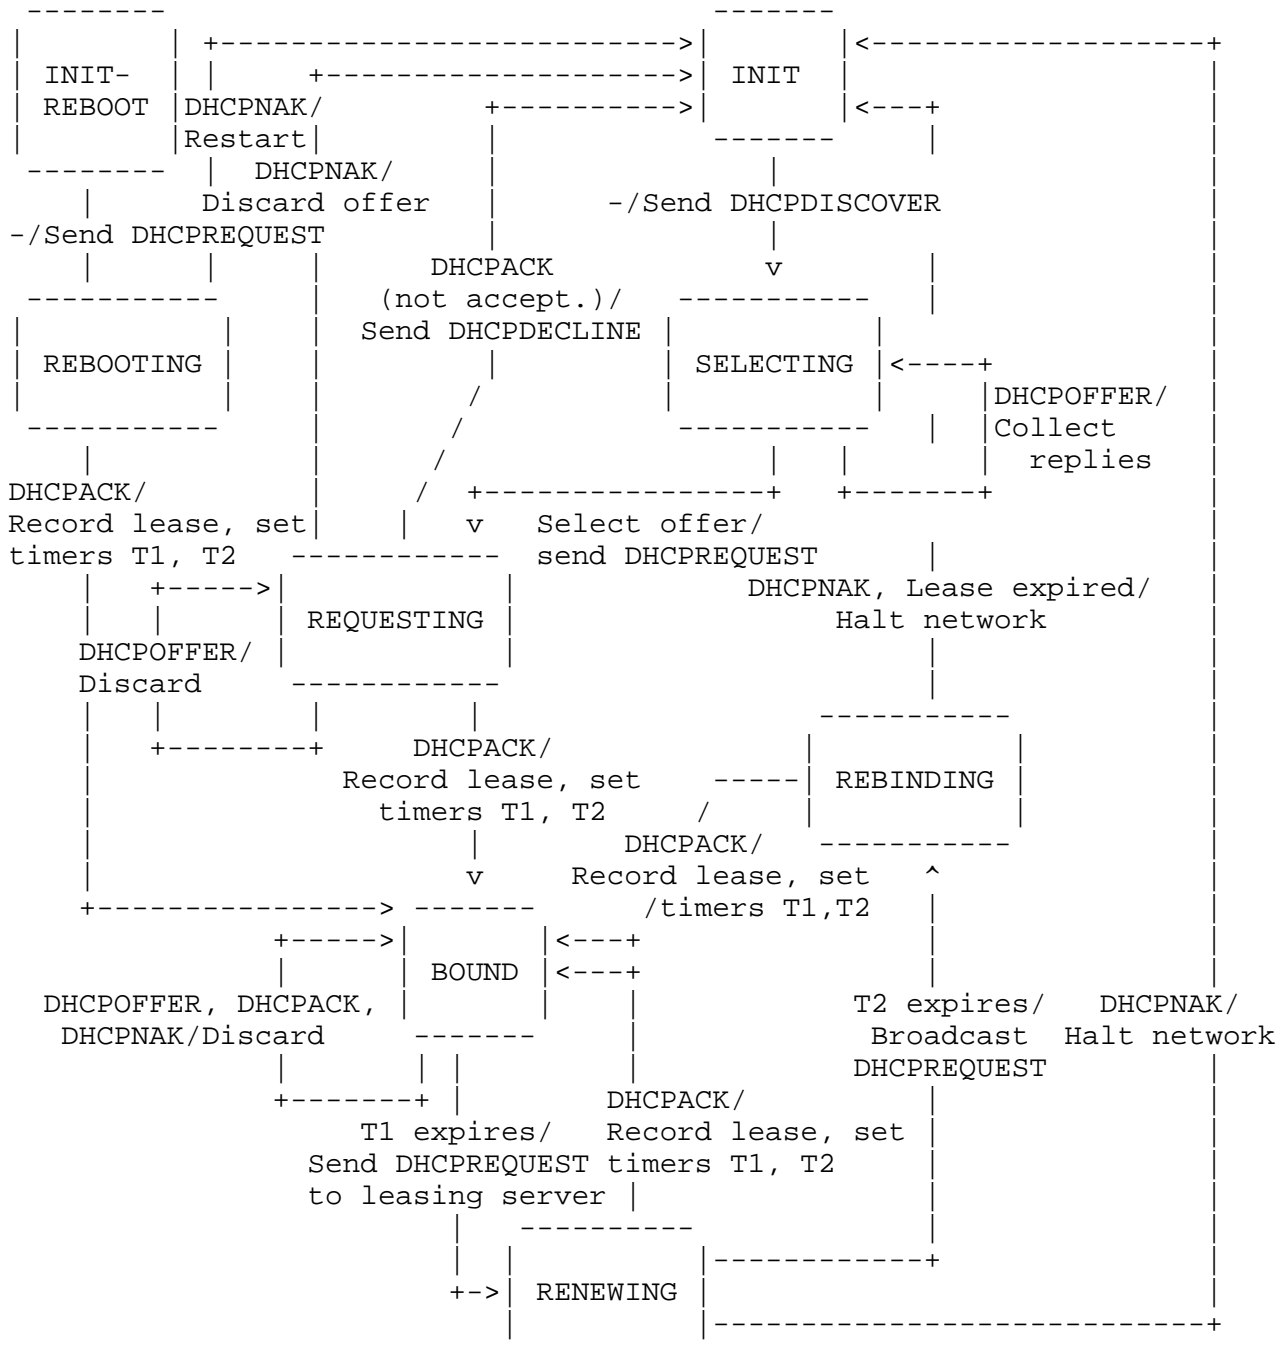 INIT-
INIT
REBOOT
DHCPNAK/
Restart
DHCPNAK/
Discard offer
-/Send DHCPDISCOVER
-/Send DHCPREQUEST
DHCPACK
v
(not accept.)/
Send DHCPDECLINE
REBOOTING
SELECTING
DHCPOFFER/
Collect
replies
DHCPACK/
Record lease, set
v
Select offer/
timers T1, T2
send DHCPREQUEST
DHCPNAK, Lease expired/
REQUESTING
Halt network
DHCPOFFER/
Discard
DHCPACK/
Record lease, set
REBINDING
timers T1, T2
DHCPACK/
v
Record lease, set
/timers T1,T2
BOUND
DHCPOFFER, DHCPACK,
T2 expires/
DHCPNAK/
DHCPNAK/Discard
Broadcast
Halt network
DHCPREQUEST
DHCPACK/
T1 expires/
Record lease, set
Send DHCPREQUEST
timers T1, T2
to leasing server
RENEWING